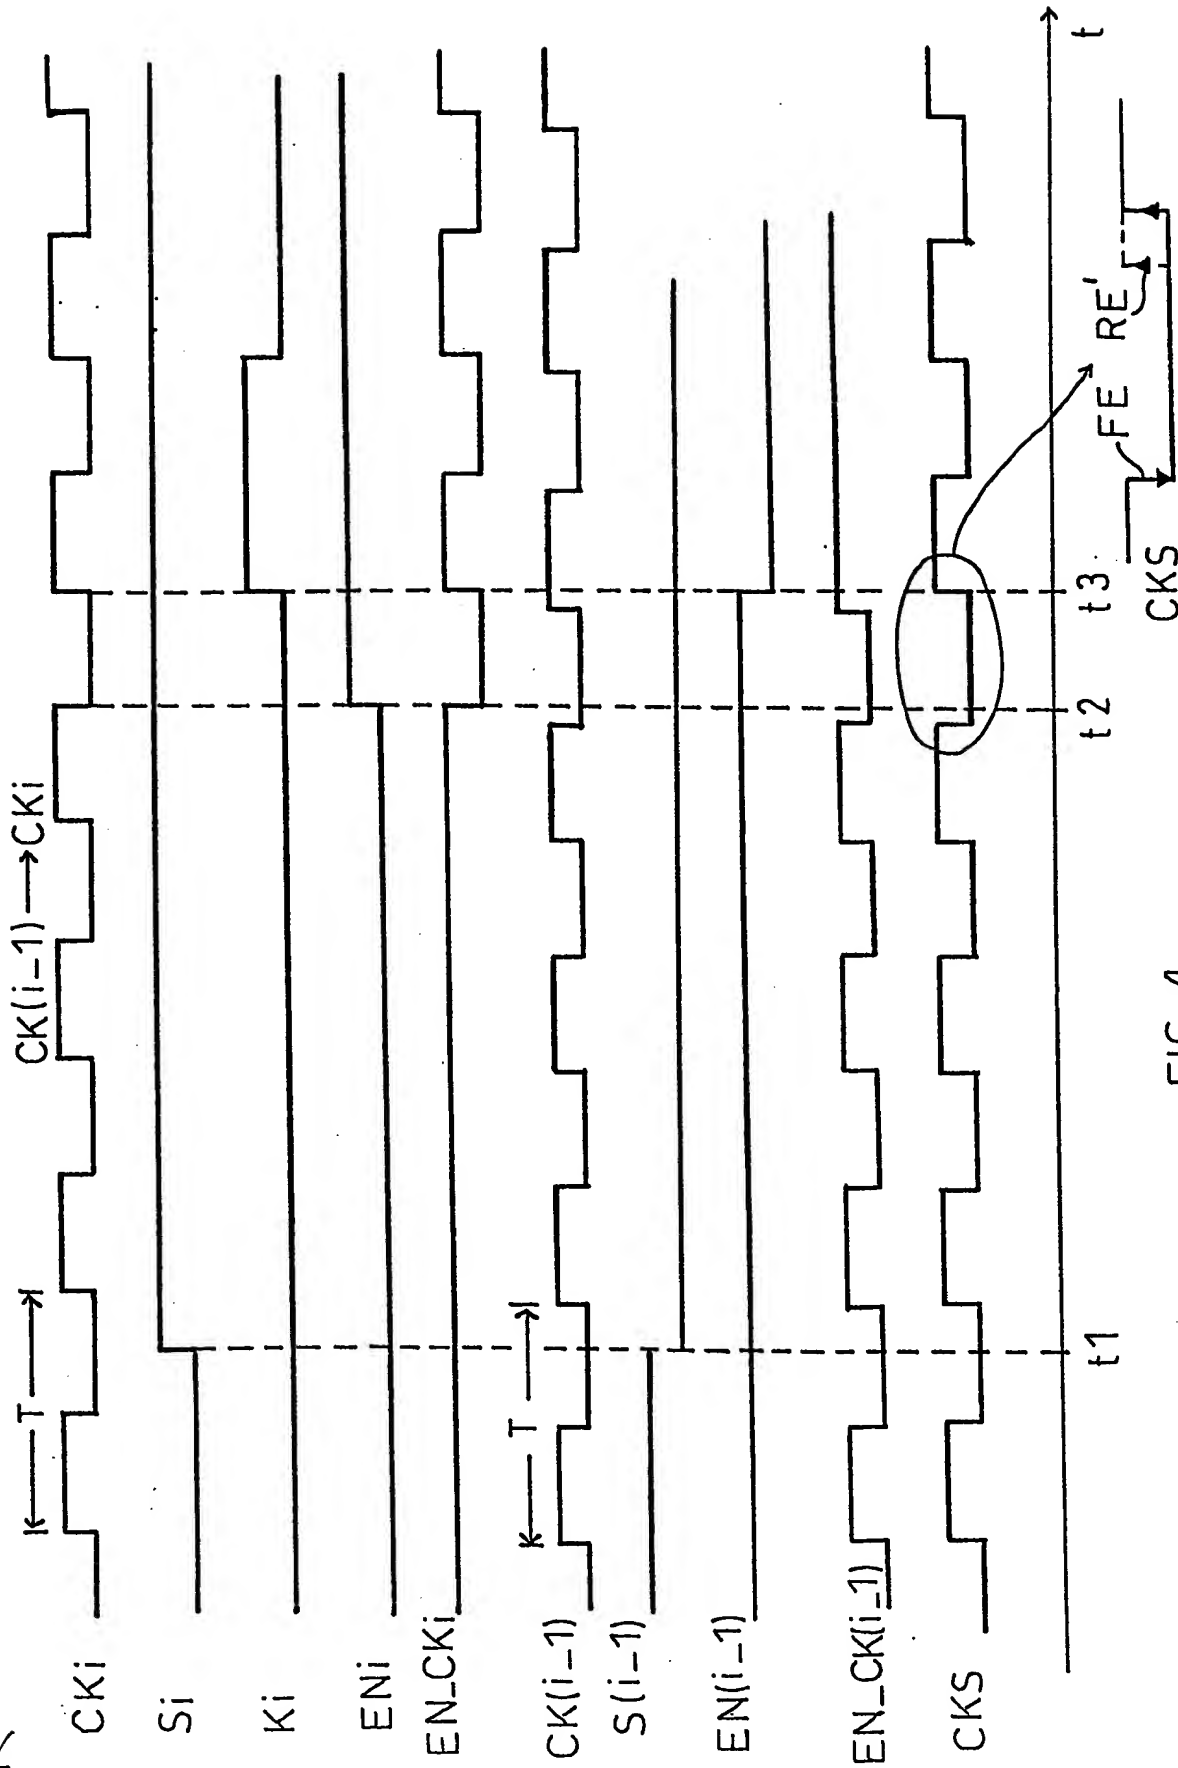 CK(i-1)→CKi
CKi
T
Si
Ki
ENi
EN_CKi
CK(i-1)
T
S(i-1)
EN(i-1)
EN_CK(i-1)
CKS
t1
t2
t3
t
CKS
FE
RE'